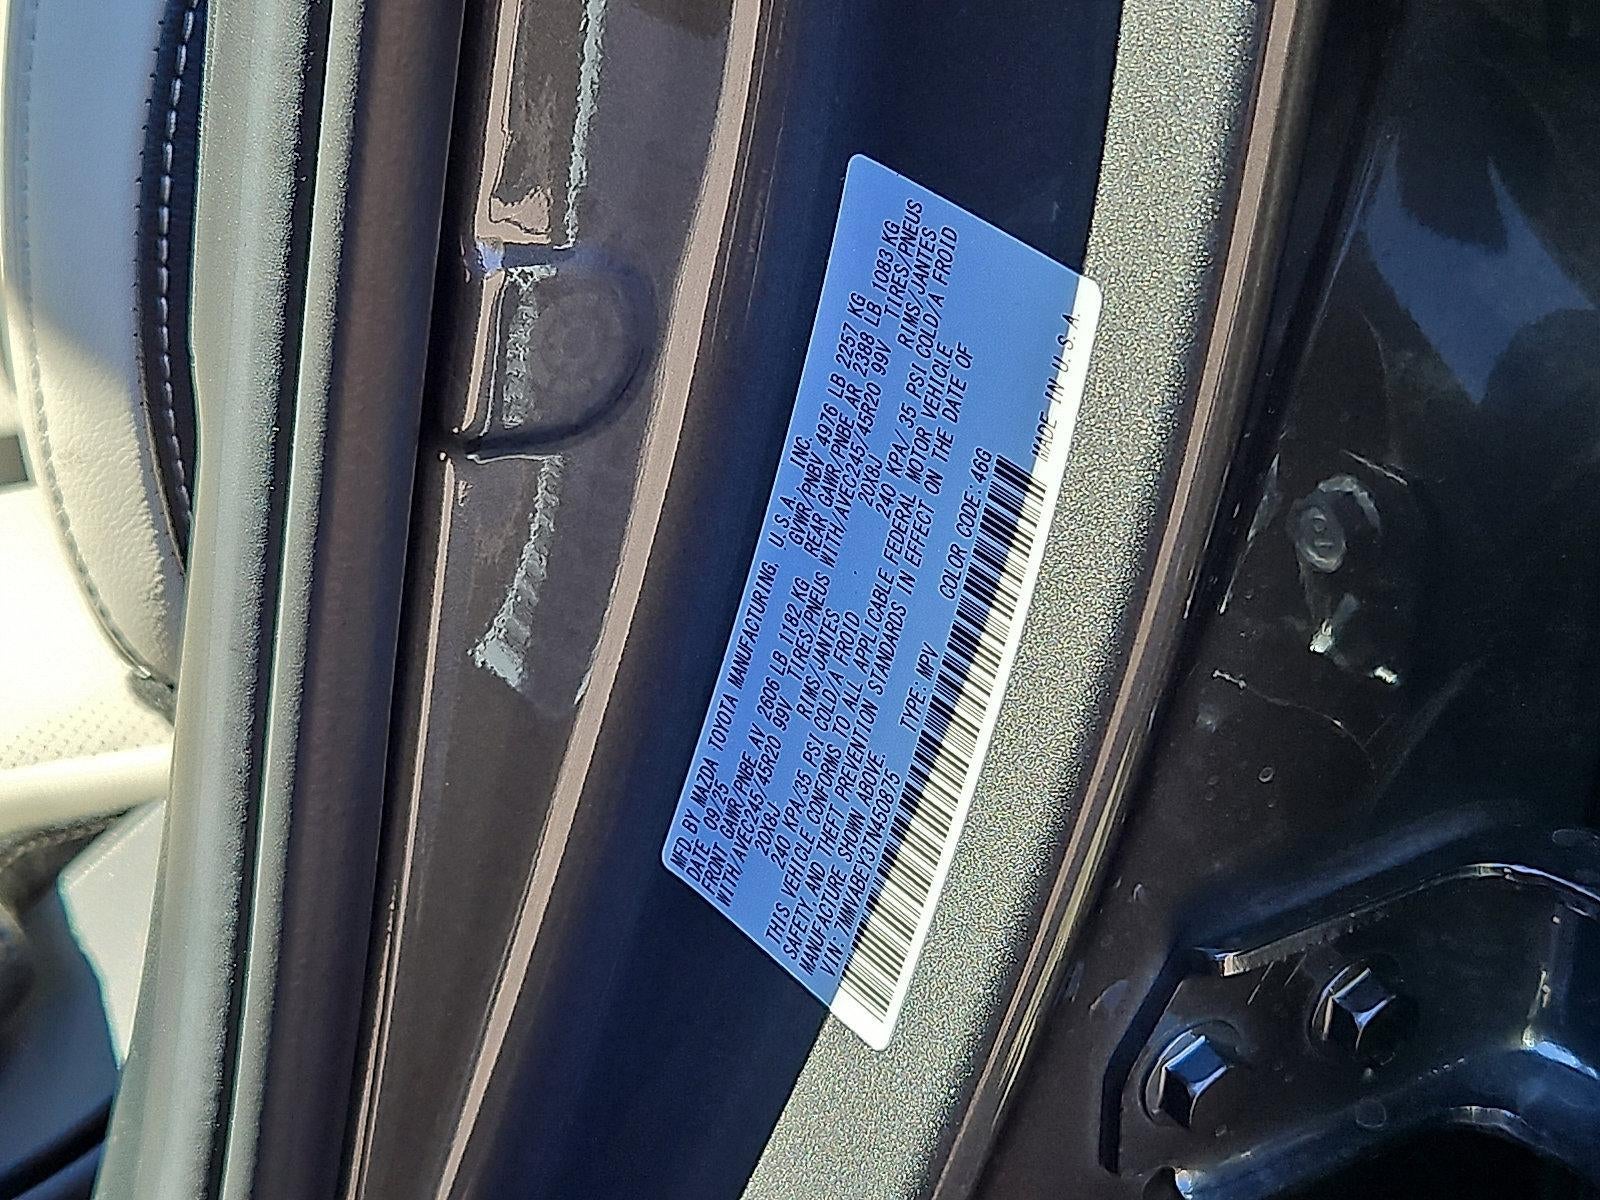 MFD. BY MAZDA TOYOTA MANUFACTURING, U.S.A., INC.
DATE 09/25 GVWR/PNBV 4976 LB 2257 KG
FRONT GAWR/PNBE AV 2606 LB 1182 KG REAR GAWR/PNBE AR 2388 LB 1083 KG
WITH/AVEC245/45R20 99V TIRES/PNEUS WITH/AVEC245/45R20 99V TIRES/PNEUS
20X8J RIMS/JANTES 20X8J RIMS/JANTES
240 KPA/35 PSI COLD/A FROID 240 KPA/35 PSI COLD/A FROID
THIS VEHICLE CONFORMS TO ALL APPLICABLE FEDERAL MOTOR VEHICLE
SAFETY AND THEFT PREVENTION STANDARDS IN EFFECT ON THE DATE OF
MANUFACTURE SHOWN ABOVE.
VIN: 7MMVABEY3TN450875 TYPE: MPV COLOR CODE: 46G
MADE IN U.S.A.